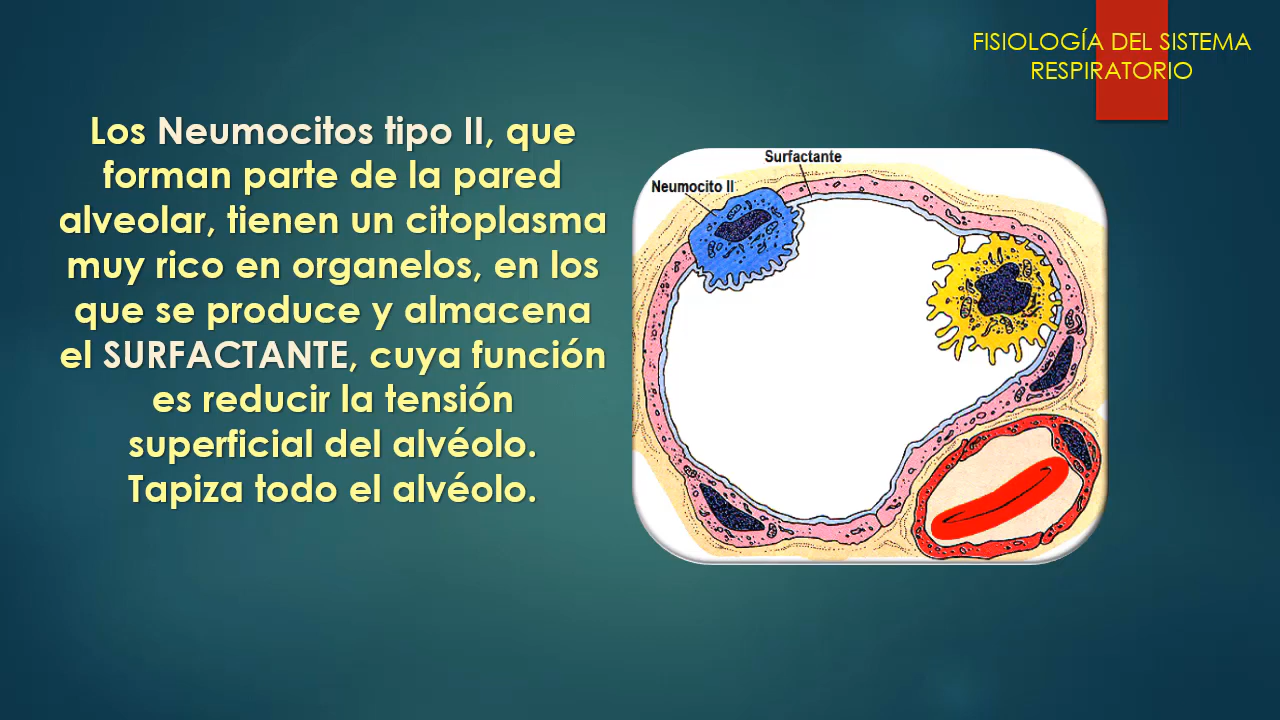 FISIOLOGÍA DEL SISTEMA
RESPIRATORIO
Los Neumocitos tipo II, que
forman parte de la pared
alveolar, tienen un citoplasma
muy rico en organelos, en los
que se produce y almacena
el SURFACTANTE, cuya función
es reducir la tensión
superficial del alvéolo.
Tapiza todo el alvéolo.
Surfactante
Neumocito II